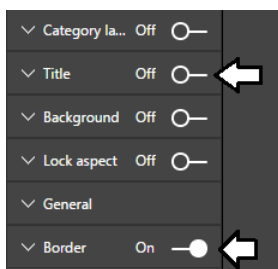 Category la... Off
Title Off
Background Off
Lock aspect Off
General
Border On